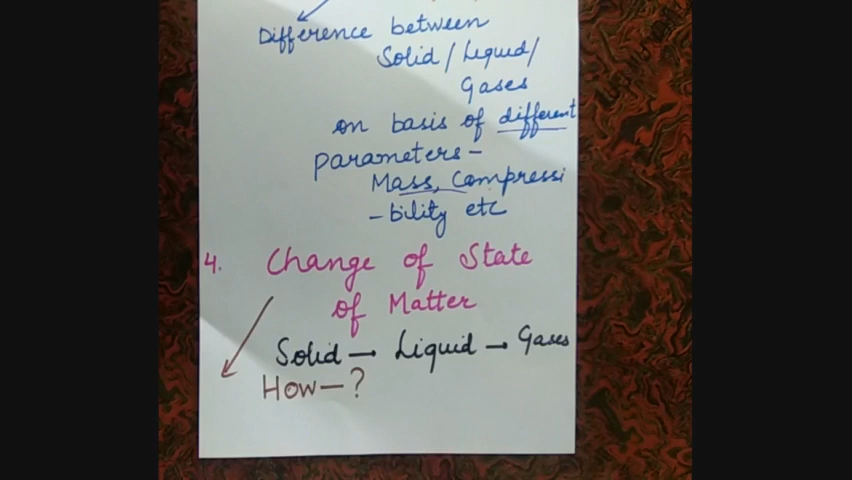 Difference between
Solid / Liquid /
Gases
on basis of different
parameters -
Mass, Compressi
- bility etc
4. Change of State
of Matter
Solid → Liquid → Gases
How - ?